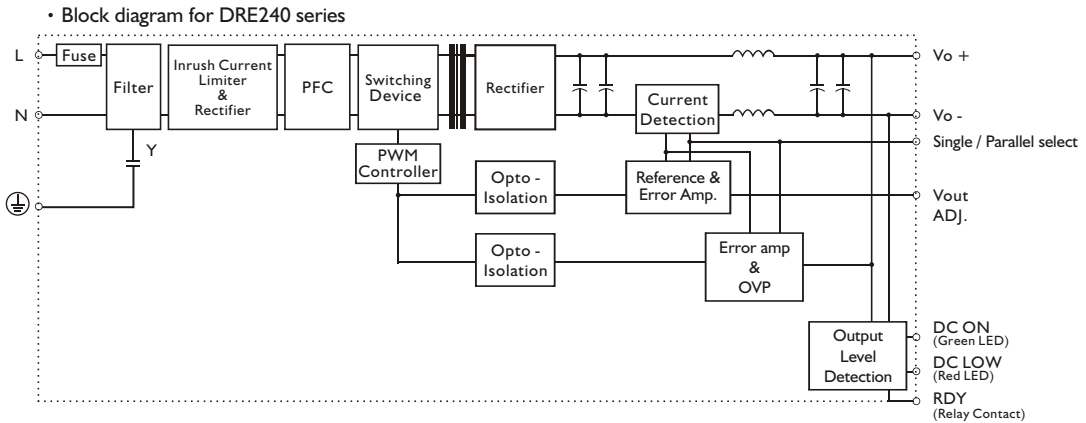 • Block diagram for DRE240 series
L
Fuse
Filter
Inrush Current
Limiter
&
Rectifier
PFC
Switching
Device
Rectifier
Current
Detection
Vo +
N
Vo -
Y
PWM
Controller
Single / Parallel select
Opto -
Isolation
Reference &
Error Amp.
Vout
ADJ.
Opto -
Isolation
Error amp
&
OVP
Output
Level
Detection
DC ON
(Green LED)
DC LOW
(Red LED)
RDY
(Relay Contact)